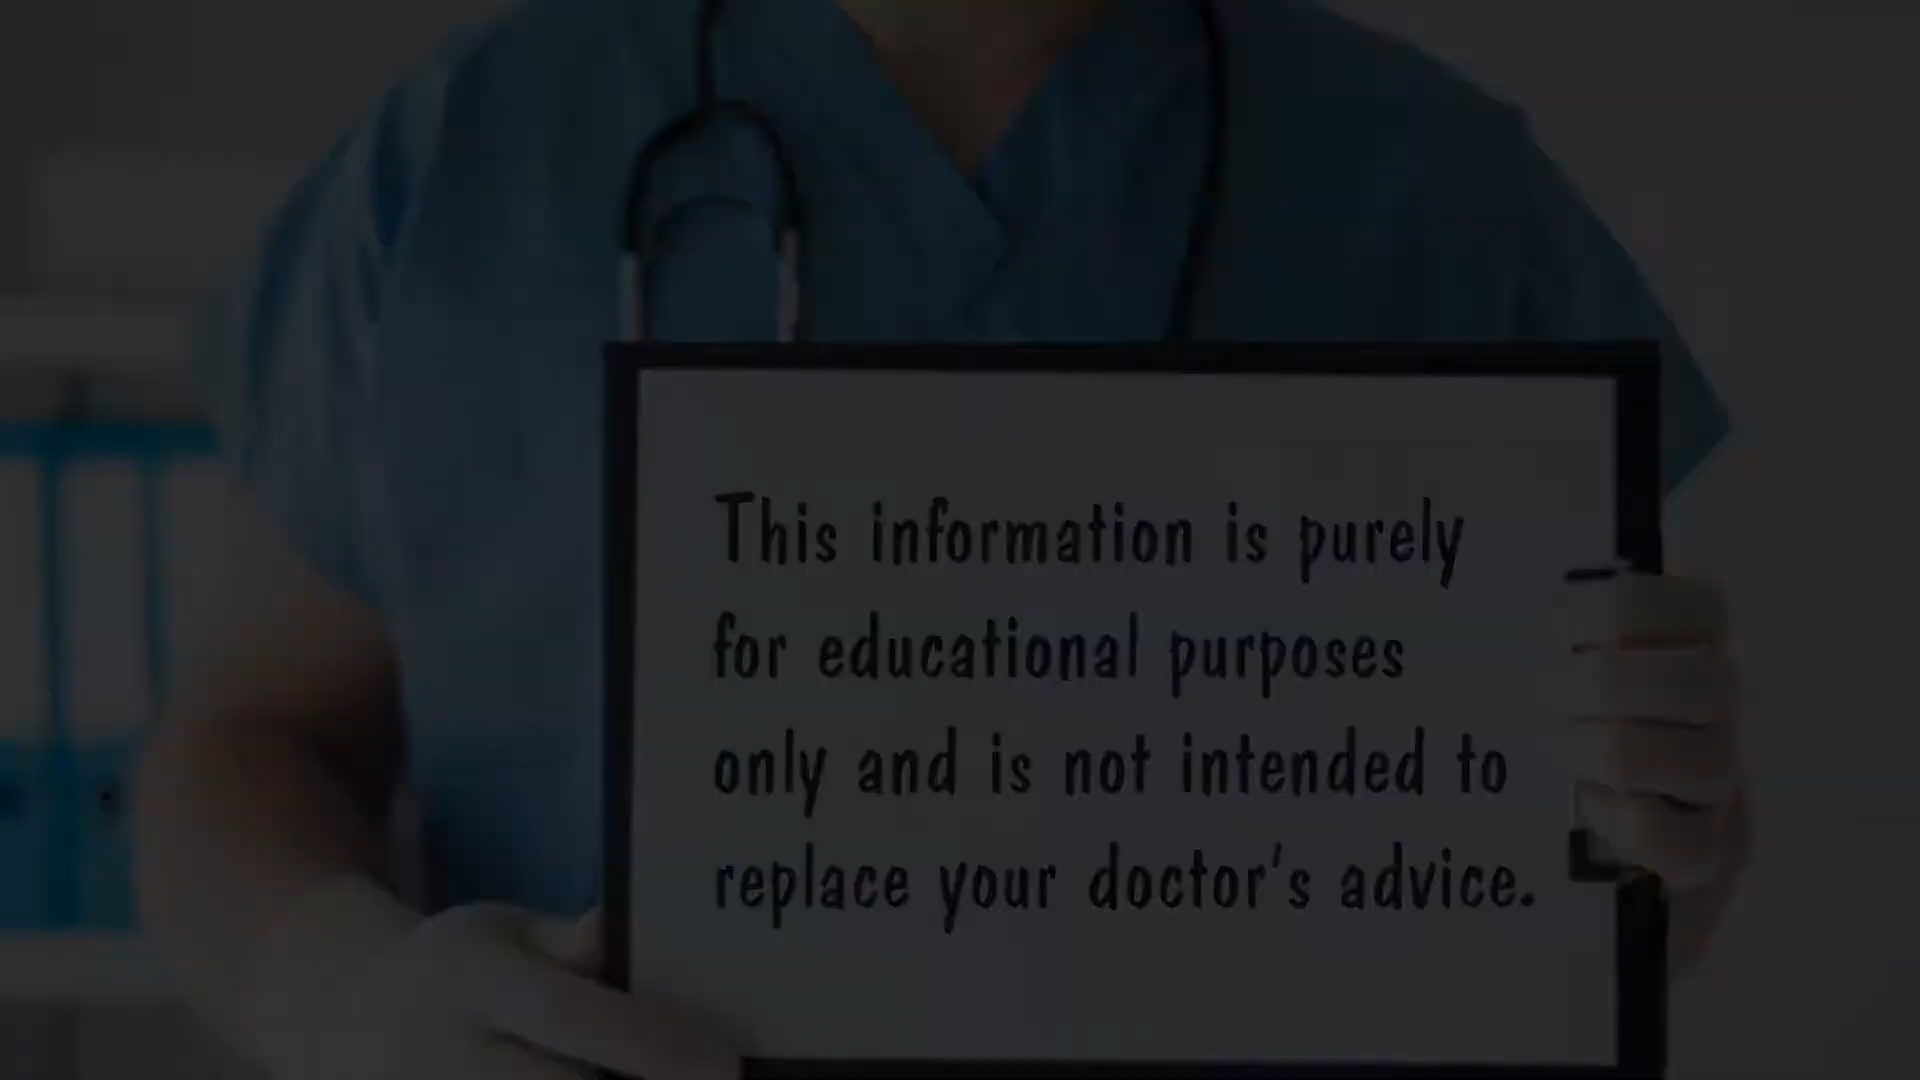 This information is purely
for educational purposes
only and is not intended to
replace your doctor's advice.